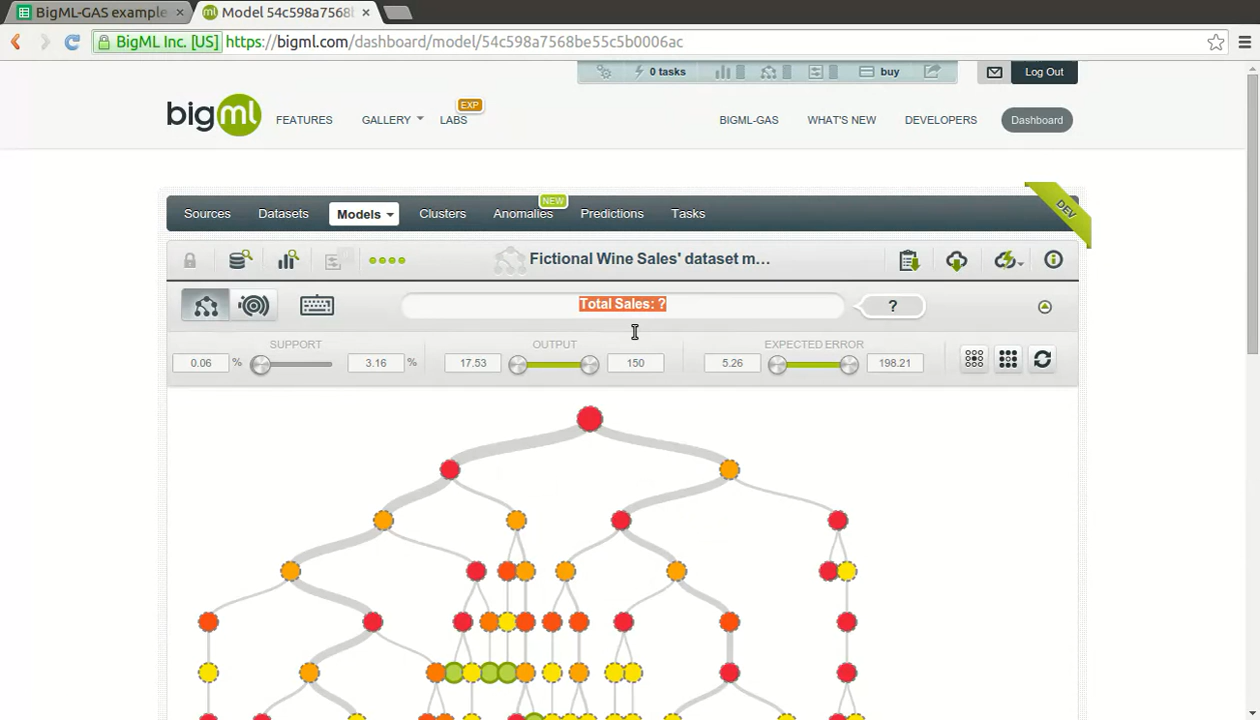 BigML-GAS example
Model 54c598a7568b
BigML Inc. [US] https://bigml.com/dashboard/model/54c598a7568be55c5b0006ac
0 tasks buy Log Out
bigml FEATURES GALLERY LABS EXP BIGML-GAS WHAT'S NEW DEVELOPERS Dashboard
Sources Datasets Models Clusters Anomalies NEW Predictions Tasks
DEV
Fictional Wine Sales' dataset m...
Total Sales: ? ?
SUPPORT OUTPUT EXPECTED ERROR
0.06 % 3.16 % 17.53 150 5.26 198.21